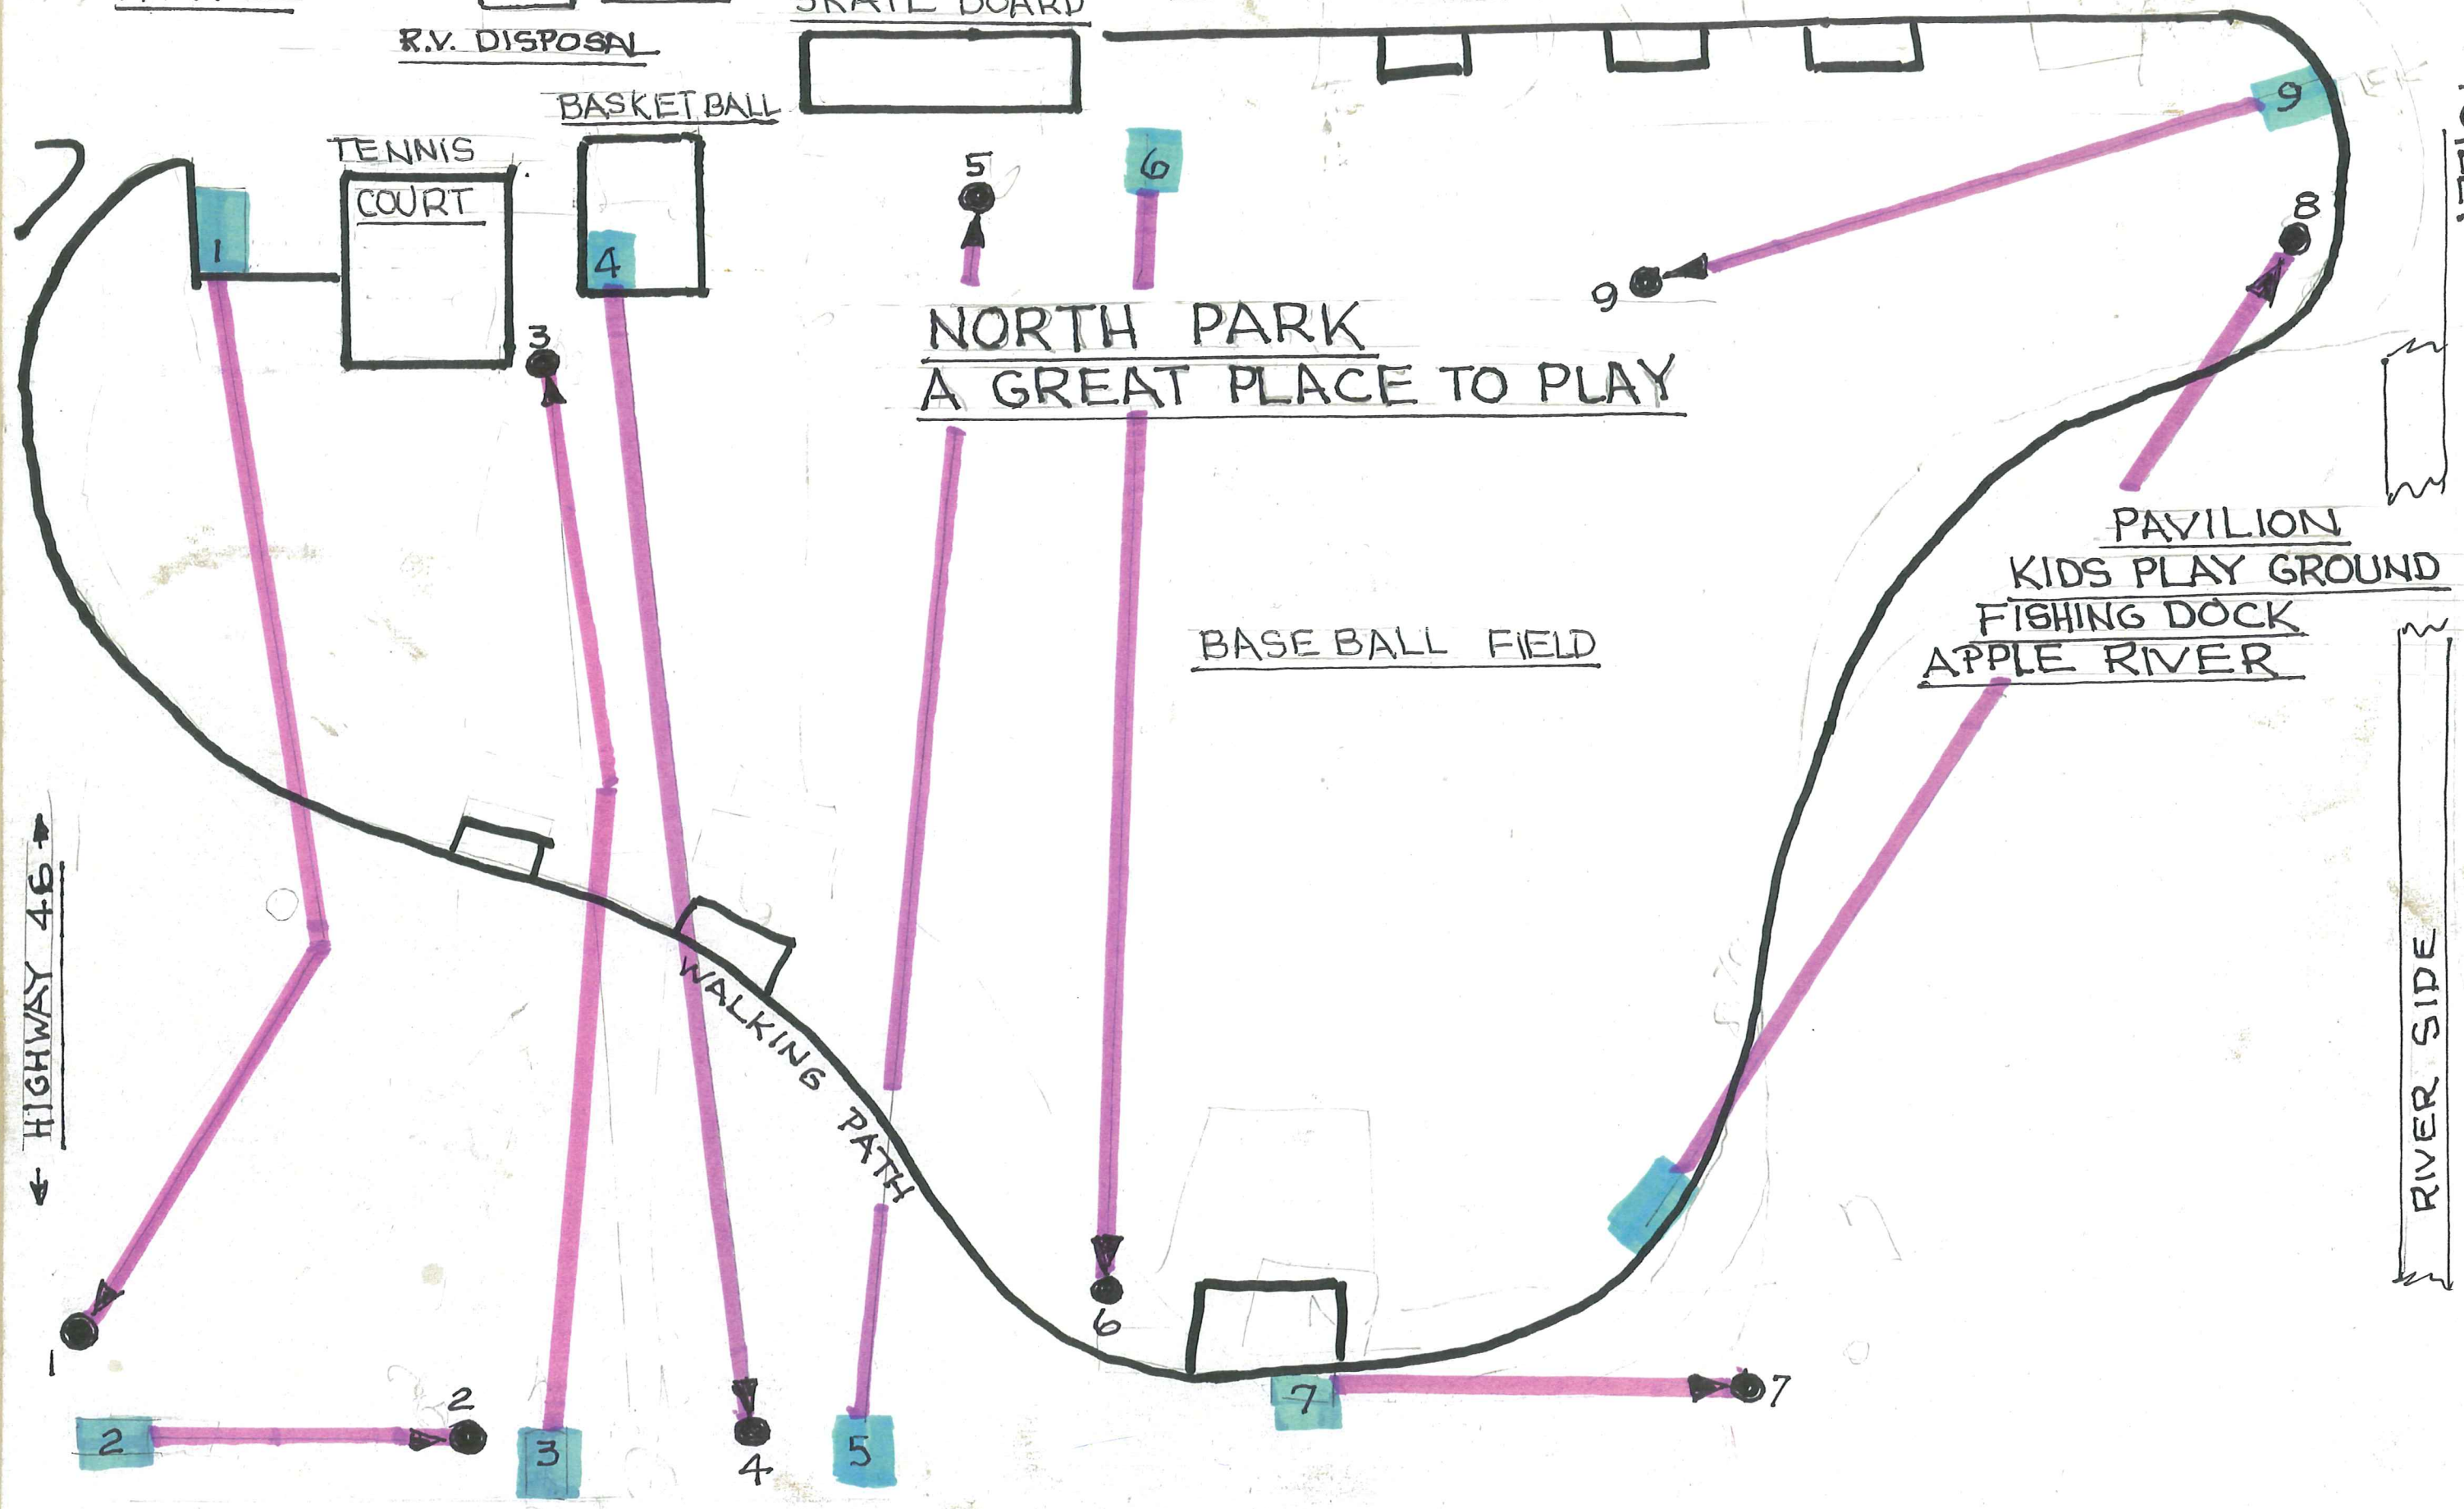 SKATE BOARD
R.V. DISPOSAL
BASKET BALL
TENNIS
COURT
1
4
3
5
6
9
8
9
NORTH PARK
A GREAT PLACE TO PLAY
PAVILION
KIDS PLAY GROUND
FISHING DOCK
APPLE RIVER
BASE BALL FIELD
HIGHWAY 46
WALKING PATH
RIVER SIDE
1
2
2
3
4
5
6
7
7